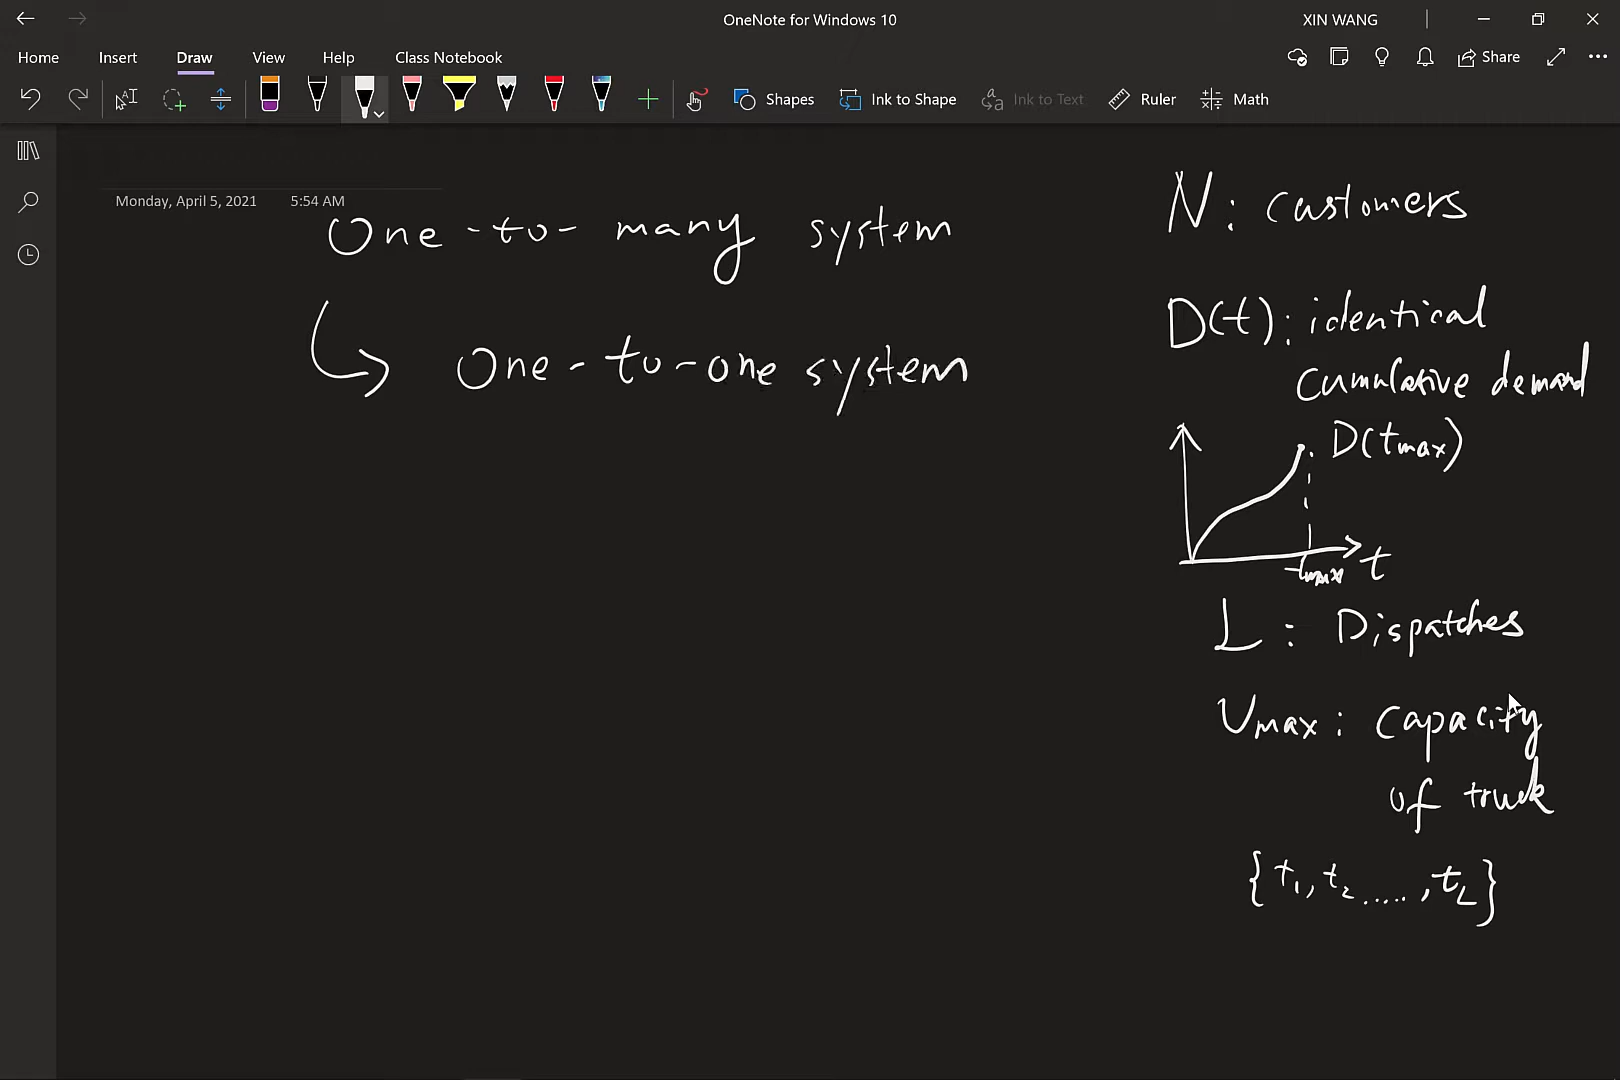 OneNote for Windows 10
XIN WANG
Home Insert Draw View Help Class Notebook
Share
Shapes Ink to Shape Ink to Text Ruler Math
Monday, April 5, 2021 5:54 AM
One-to-many system
One-to-one system
N: customers
D(t): identical
cumulative demand
D(tmax)
tmax t
L: Dispatches
Vmax: capacity
of truck
{t1, t2....., tL}